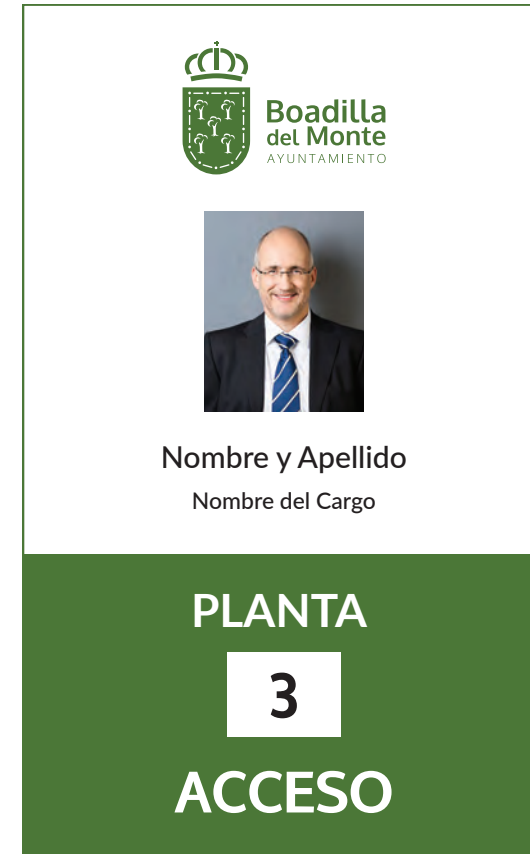 Boadilla
del Monte
AYUNTAMIENTO
Nombre y Apellido
Nombre del Cargo
PLANTA
3
ACCESO